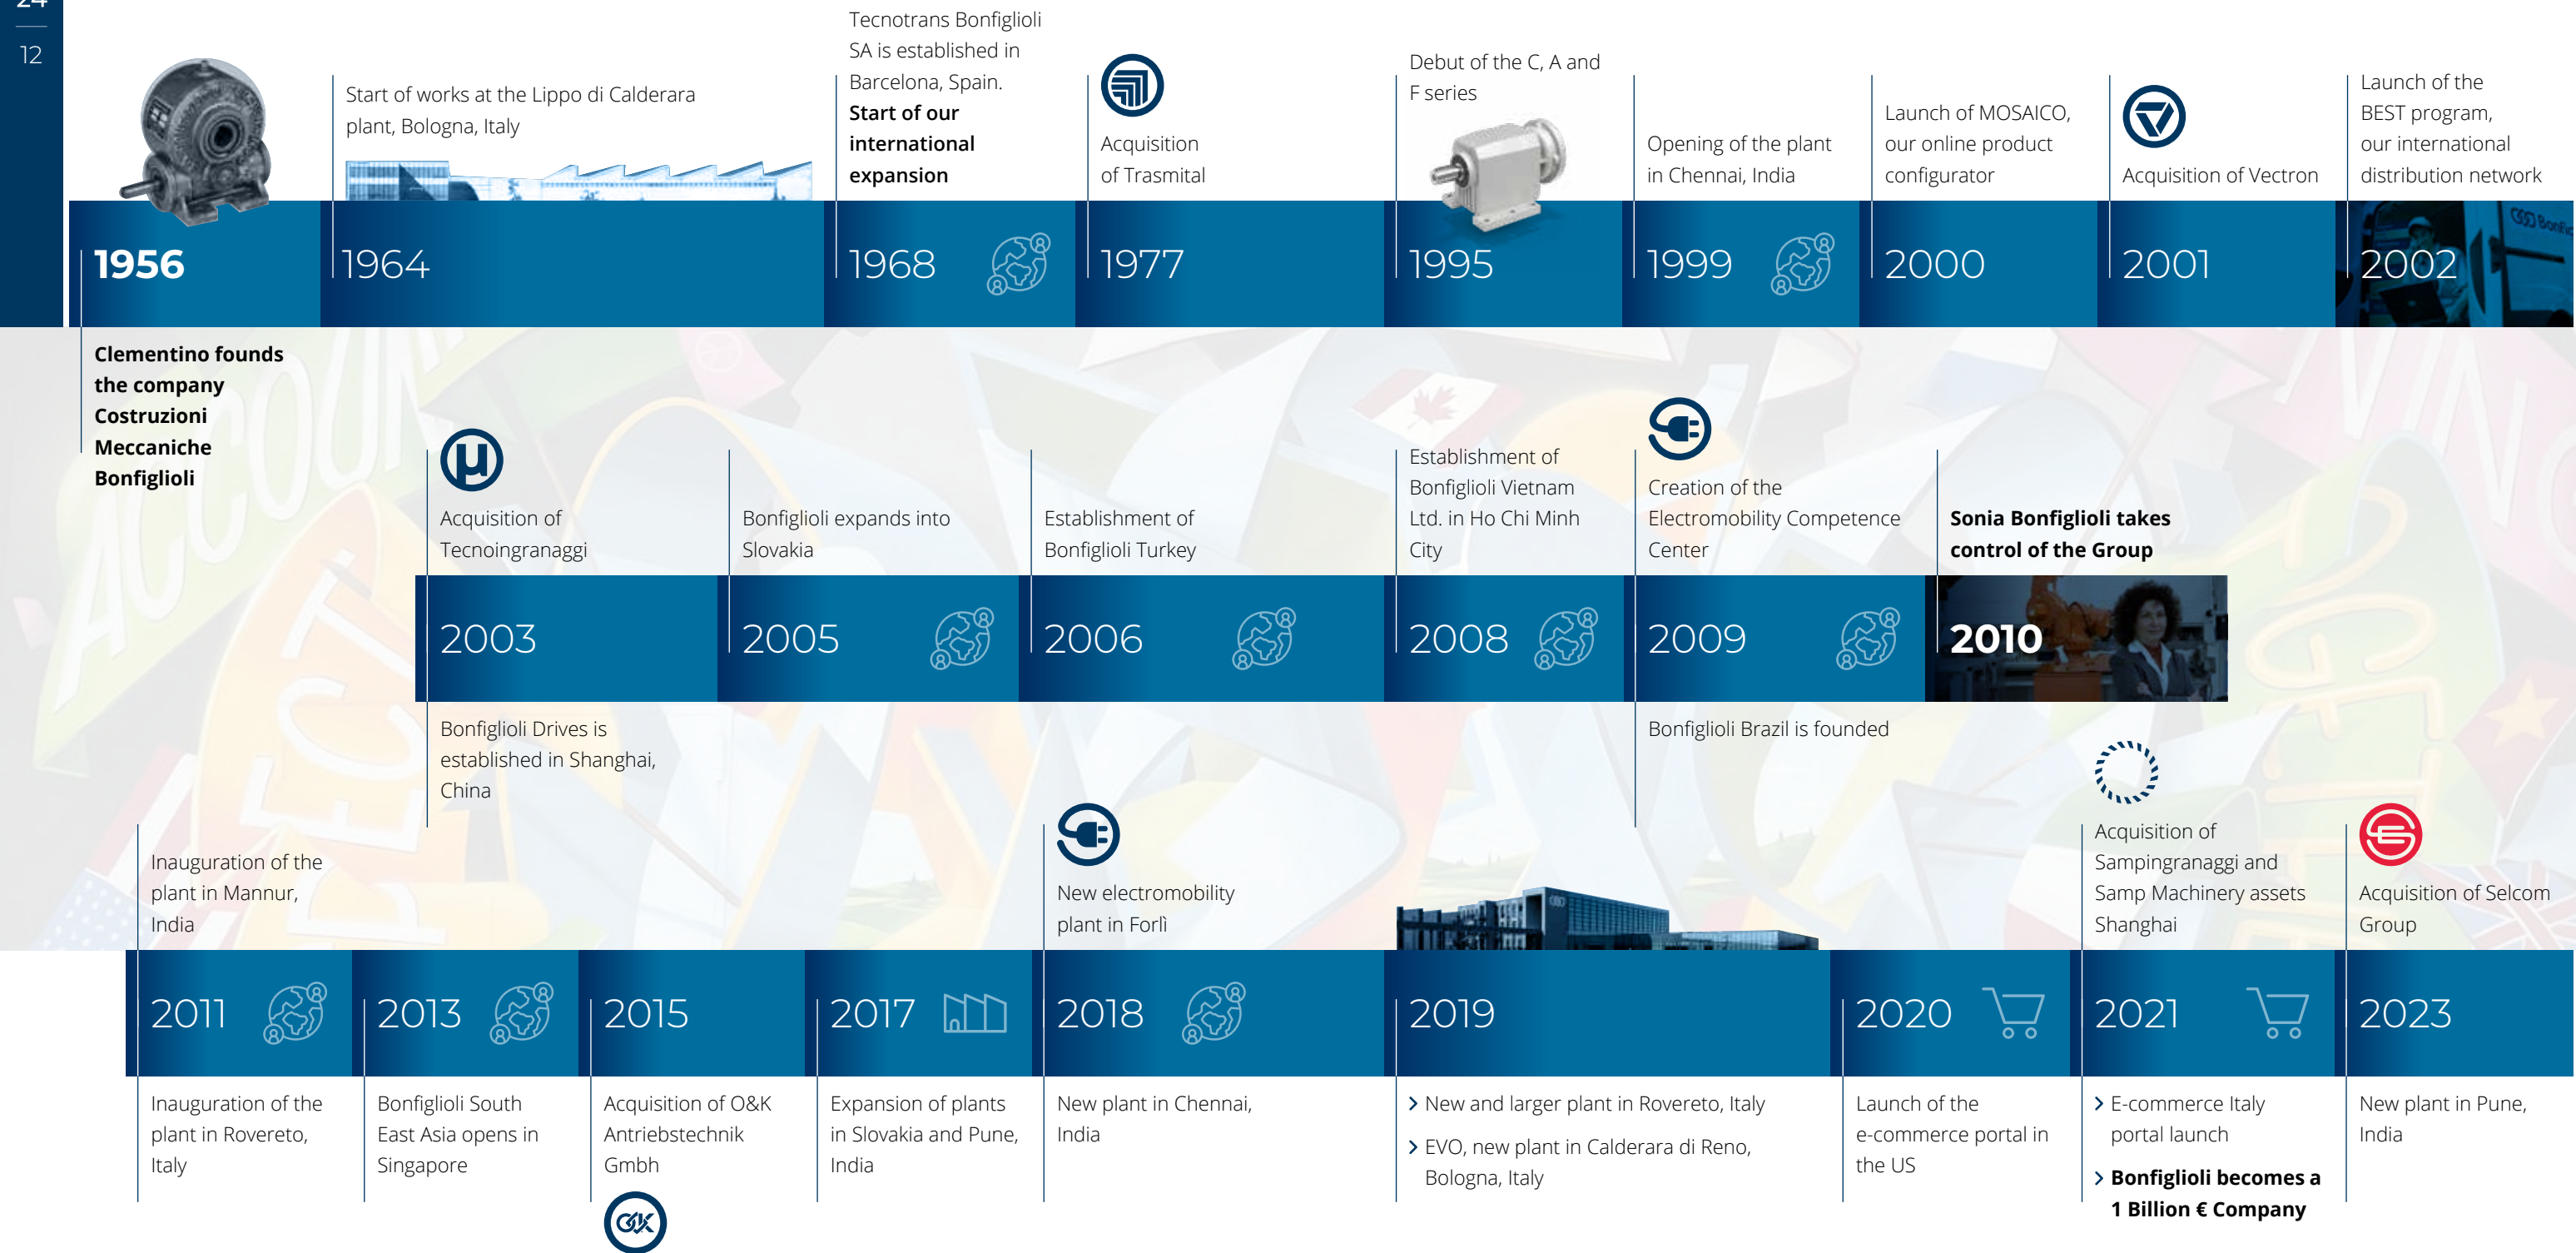 24
12
Start of works at the Lippo di Calderara
plant, Bologna, Italy
Tecnotrans Bonfiglioli
SA is established in
Barcelona, Spain.
Start of our
international
expansion
Acquisition
of Trasmital
Debut of the C, A and
F series
Opening of the plant
in Chennai, India
Launch of MOSAICO,
our online product
configurator
Acquisition of Vectron
Launch of the
BEST program,
our international
distribution network
1956
1964
1968
1977
1995
1999
2000
2001
2002
Clementino founds
the company
Costruzioni
Meccaniche
Bonfiglioli
µ
Acquisition of
Tecnoingranaggi
Bonfiglioli expands into
Slovakia
Establishment of
Bonfiglioli Turkey
Establishment of
Bonfiglioli Vietnam
Ltd. in Ho Chi Minh
City
Creation of the
Electromobility Competence
Center
Sonia Bonfiglioli takes
control of the Group
2003
2005
2006
2008
2009
2010
Bonfiglioli Drives is
established in Shanghai,
China
Bonfiglioli Brazil is founded
Inauguration of the
plant in Mannur,
India
New electromobility
plant in Forlì
Acquisition of
Sampingranaggi and
Samp Machinery assets
Shanghai
Acquisition of Selcom
Group
2011
2013
2015
2017
2018
2019
2020
2021
2023
Inauguration of the
plant in Rovereto,
Italy
Bonfiglioli South
East Asia opens in
Singapore
Acquisition of O&K
Antriebstechnik
Gmbh
O&K
Expansion of plants
in Slovakia and Pune,
India
New plant in Chennai,
India
New and larger plant in Rovereto, Italy
EVO, new plant in Calderara di Reno,
Bologna, Italy
Launch of the
e-commerce portal in
the US
E-commerce Italy
portal launch
Bonfiglioli becomes a
1 Billion € Company
New plant in Pune,
India